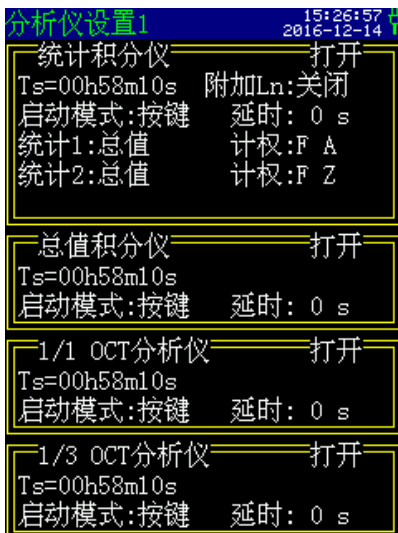 分析仪设置1 15:26:57
2016-12-14
统计积分仪 打开
Ts=00h58m10s 附加Ln:关闭
启动模式:按键 延时: 0 s
统计1:总值 计权:F A
统计2:总值 计权:F Z
总值积分仪 打开
Ts=00h58m10s
启动模式:按键 延时: 0 s
1/1 OCT分析仪 打开
Ts=00h58m10s
启动模式:按键 延时: 0 s
1/3 OCT分析仪 打开
Ts=00h58m10s
启动模式:按键 延时: 0 s